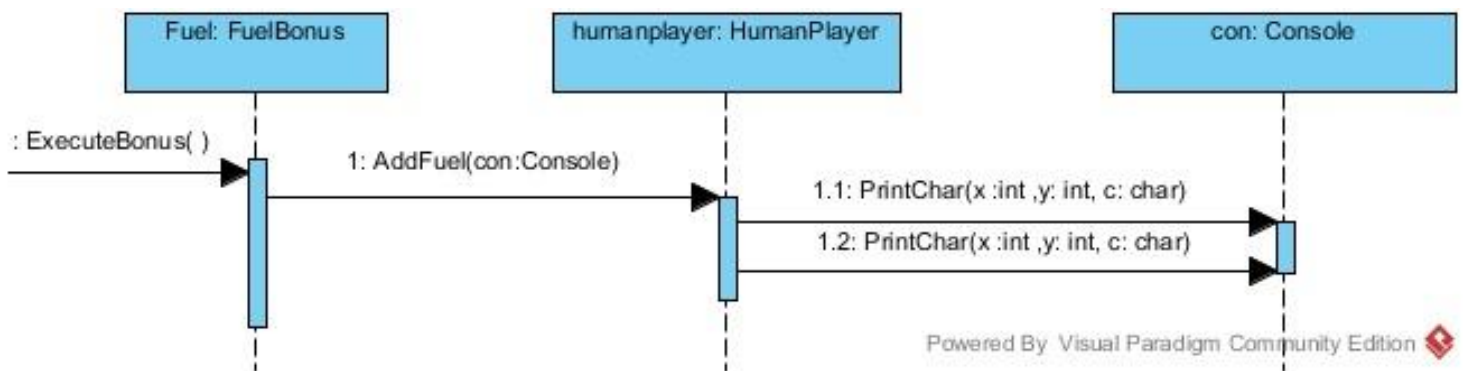 Fuel: FuelBonus
humanplayer: HumanPlayer
con: Console
: ExecuteBonus( )
1: AddFuel(con:Console)
1.1: PrintChar(x :int ,y: int, c: char)
1.2: PrintChar(x :int ,y: int, c: char)
Powered By Visual Paradigm Community Edition